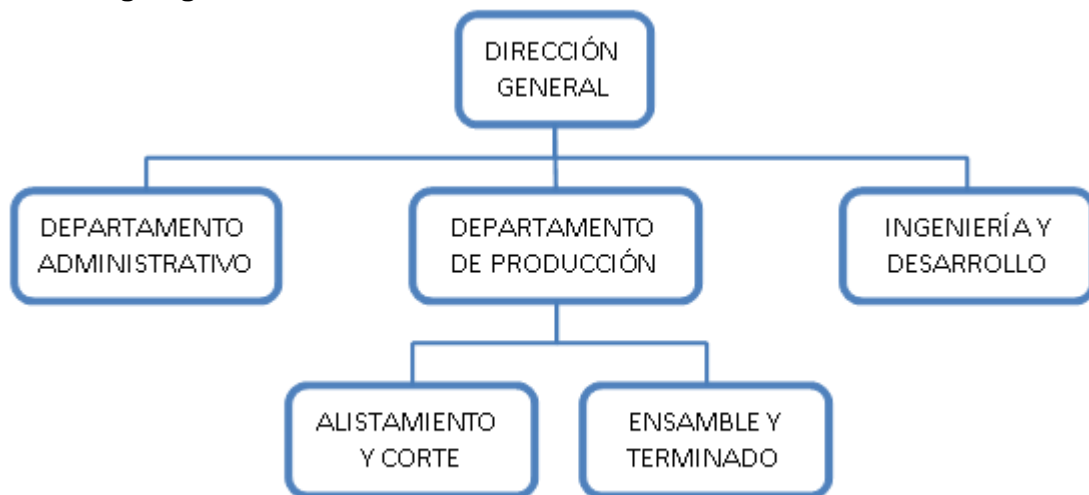 DIRECCIÓN
GENERAL
DEPARTAMENTO
ADMINISTRATIVO
DEPARTAMENTO
DE PRODUCCIÓN
INGENIERÍA Y
DESARROLLO
ALISTAMIENTO
Y CORTE
ENSAMBLE Y
TERMINADO